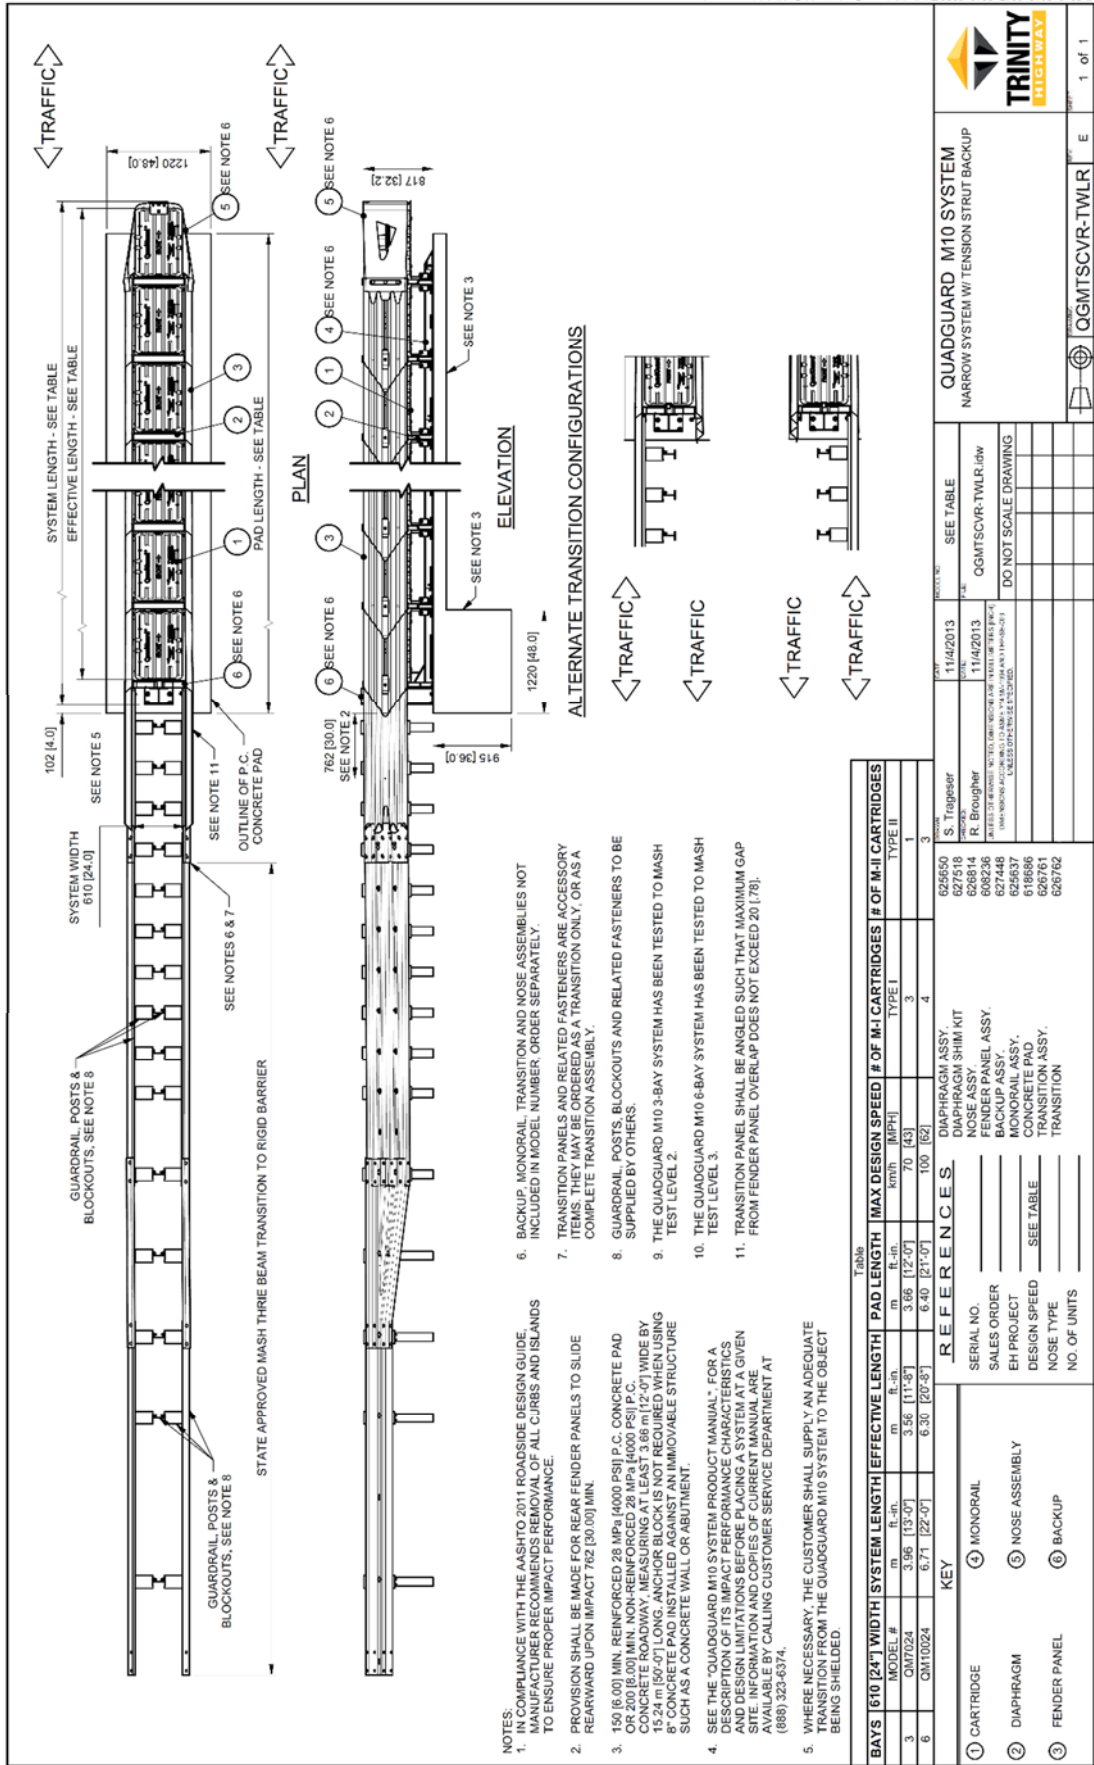 TRAFFIC
TRAFFIC
SYSTEM LENGTH - SEE TABLE
EFFECTIVE LENGTH - SEE TABLE
1220 [48.0]
102 [4.0]
SEE NOTE 5
SYSTEM WIDTH
610 [24.0]
GUARDRAIL, POSTS &
BLOCKOUTS, SEE NOTE 8
5
SEE NOTE 6
3
2
1
6
SEE NOTE 6
PAD LENGTH - SEE TABLE
OUTLINE OF P.C.
CONCRETE PAD
SEE NOTE 11
SEE NOTES 6 & 7
STATE APPROVED MASH THRIE BEAM TRANSITION TO RIGID BARRIER
GUARDRAIL, POSTS &
BLOCKOUTS, SEE NOTE 8
PLAN
6
SEE NOTE 6
3
2
1
4
SEE NOTE 6
5
SEE NOTE 6
817 [32.2]
762 [30.0]
SEE NOTE 2
915 [36.0]
1220 [48.0]
SEE NOTE 3
SEE NOTE 3
ELEVATION
ALTERNATE TRANSITION CONFIGURATIONS
TRAFFIC
TRAFFIC
TRAFFIC
TRAFFIC
NOTES:
1. IN COMPLIANCE WITH THE AASHTO 2011 ROADSIDE DESIGN GUIDE,
MANUFACTURER RECOMMENDS REMOVAL OF ALL CURBS AND ISLANDS
TO ENSURE PROPER IMPACT PERFORMANCE.
2. PROVISION SHALL BE MADE FOR REAR FENDER PANELS TO SLIDE
REARWARD UPON IMPACT 762 [30.00] MIN.
3. 150 [6.00] MIN. REINFORCED 28 MPa [4000 PSI] P.C. CONCRETE PAD
OR 200 [8.00] MIN. NON-REINFORCED 28 MPa [4000 PSI] P.C.
CONCRETE ROADWAY, MEASURING AT LEAST 3.66 m [12'-0"] WIDE BY
15.24 m [50'-0"] LONG. ANCHOR BLOCK IS NOT REQUIRED WHEN USING
8" CONCRETE PAD INSTALLED AGAINST AN IMMOVABLE STRUCTURE
SUCH AS A CONCRETE WALL OR ABUTMENT.
4. SEE THE "QUADGUARD M10 SYSTEM PRODUCT MANUAL", FOR A
DESCRIPTION OF ITS IMPACT PERFORMANCE CHARACTERISTICS
AND DESIGN LIMITATIONS BEFORE PLACING A SYSTEM AT A GIVEN
SITE. INFORMATION AND COPIES OF CURRENT MANUAL ARE
AVAILABLE BY CALLING CUSTOMER SERVICE DEPARTMENT AT
(888) 323-6374.
5. WHERE NECESSARY, THE CUSTOMER SHALL SUPPLY AN ADEQUATE
TRANSITION FROM THE QUADGUARD M10 SYSTEM TO THE OBJECT
BEING SHIELDED.
6. BACKUP, MONORAIL, TRANSITION AND NOSE ASSEMBLIES NOT
INCLUDED IN MODEL NUMBER, ORDER SEPARATELY.
7. TRANSITION PANELS AND RELATED FASTENERS ARE ACCESSORY
ITEMS. THEY MAY BE ORDERED AS A TRANSITION ONLY, OR AS A
COMPLETE TRANSITION ASSEMBLY.
8. GUARDRAIL, POSTS, BLOCKOUTS AND RELATED FASTENERS TO BE
SUPPLIED BY OTHERS.
9. THE QUADGUARD M10 3-BAY SYSTEM HAS BEEN TESTED TO MASH
TEST LEVEL 2.
10. THE QUADGUARD M10 6-BAY SYSTEM HAS BEEN TESTED TO MASH
TEST LEVEL 3.
11. TRANSITION PANEL SHALL BE ANGLED SUCH THAT MAXIMUM GAP
FROM FENDER PANEL OVERLAP DOES NOT EXCEED 20 [.78].
Table
BAYS 610 [24"] WIDTH SYSTEM LENGTH EFFECTIVE LENGTH PAD LENGTH MAX DESIGN SPEED # OF M-I CARTRIDGES # OF M-II CARTRIDGES
MODEL # m ft.-in. m ft.-in. m ft.-in. km/h [MPH] TYPE I TYPE II
3 QM7024 3.96 [13'-0"] 3.56 [11'-8"] 3.66 [12'-0"] 70 [43] 3 1
6 QM10024 6.71 [22'-0"] 6.30 [20'-8"] 6.40 [21'-0"] 100 [62] 4 3
KEY
1 CARTRIDGE
2 DIAPHRAGM
3 FENDER PANEL
4 MONORAIL
5 NOSE ASSEMBLY
6 BACKUP
REFERENCES
SERIAL NO.
SALES ORDER
EH PROJECT
DESIGN SPEED SEE TABLE
NOSE TYPE
NO. OF UNITS
DIAPHRAGM ASSY. 625650
DIAPHRAGM SHIM KIT 627518
NOSE ASSY. 626814
FENDER PANEL ASSY. 608236
BACKUP ASSY. 627448
MONORAIL ASSY. 625637
CONCRETE PAD 618686
TRANSITION ASSY. 626761
TRANSITION 626762
S. Trageser
11/4/2013
SEE TABLE
R. Brougher
11/4/2013
QGMTSCVR-TWLR.idw
DO NOT SCALE DRAWING
QUADGUARD M10 SYSTEM
NARROW SYSTEM W/ TENSION STRUT BACKUP
TRINITY
HIGHWAY
QGMTSCVR-TWLR
E
1 of 1